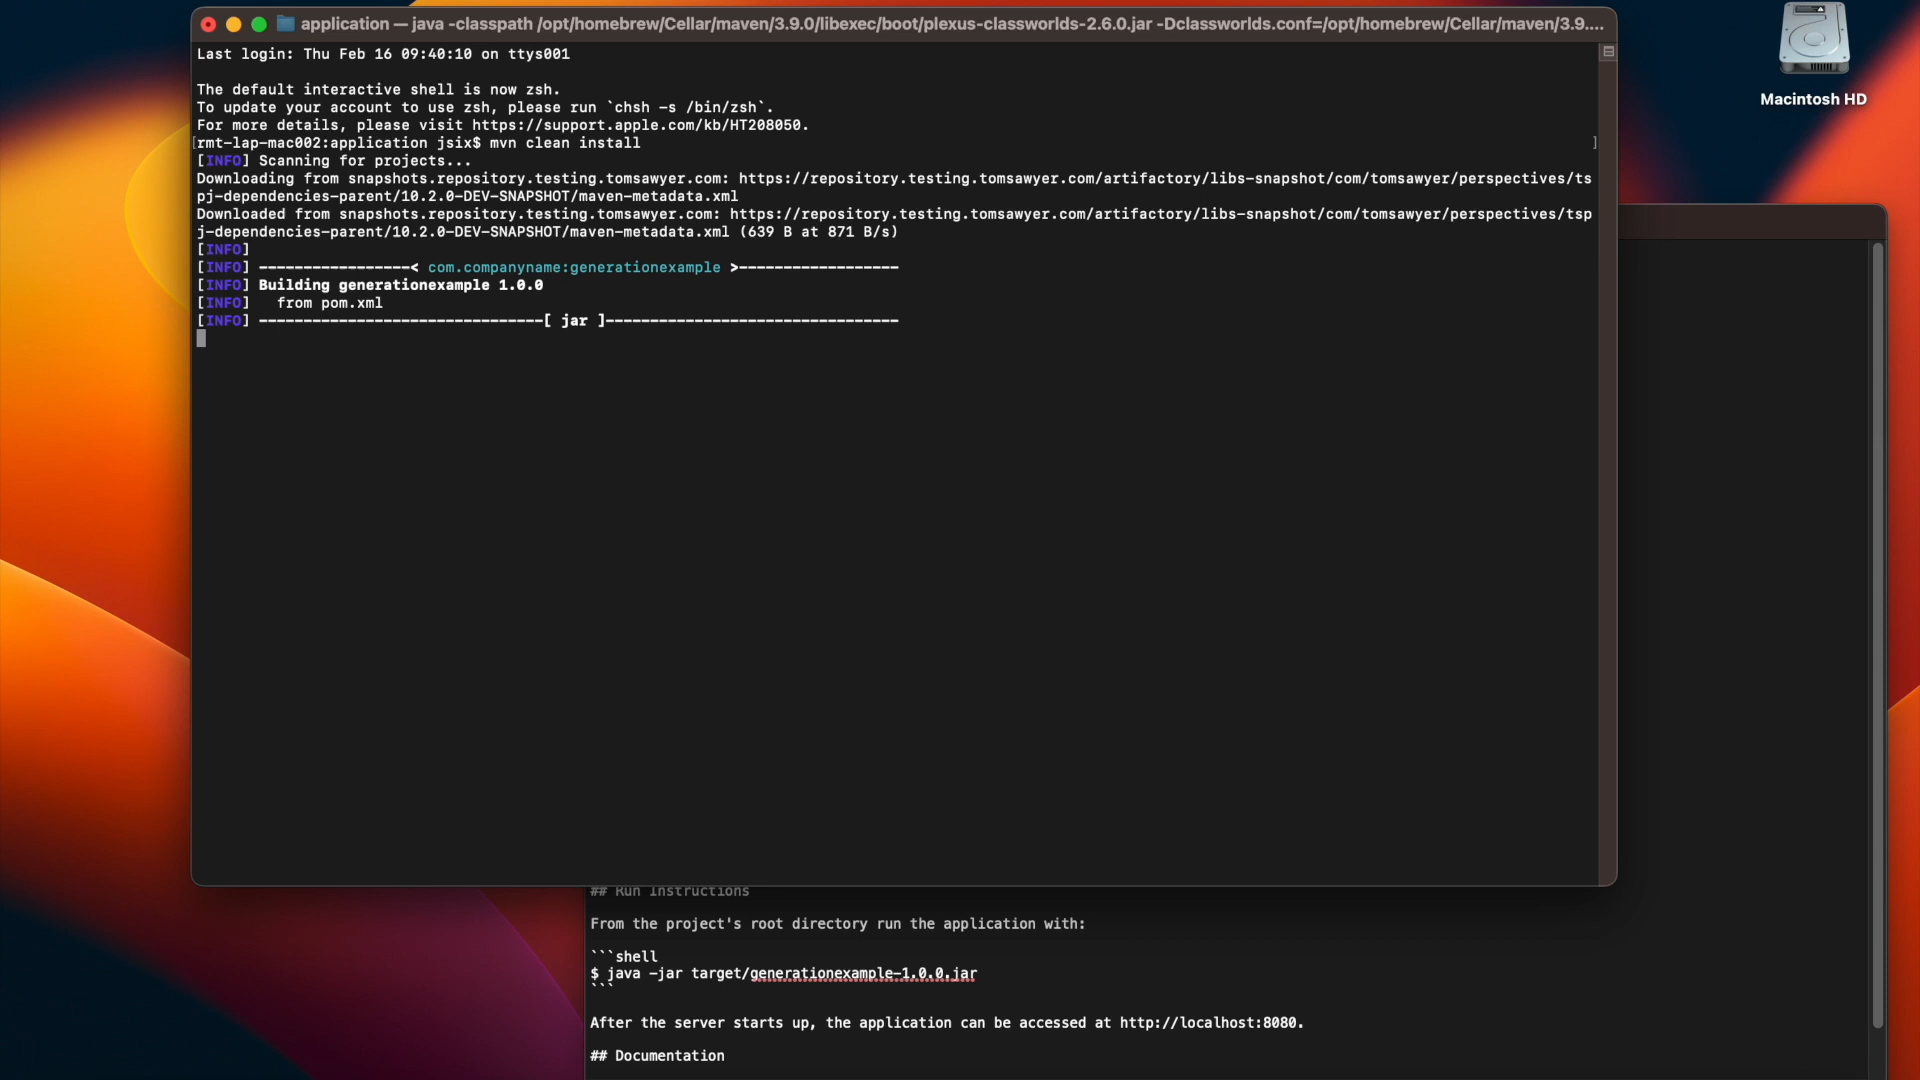 application — java -classpath /opt/homebrew/Cellar/maven/3.9.0/libexec/boot/plexus-classworlds-2.6.0.jar -Dclassworlds.conf=/opt/homebrew/Cellar/maven/3.9....
Last login: Thu Feb 16 09:40:10 on ttys001
The default interactive shell is now zsh.
To update your account to use zsh, please run `chsh -s /bin/zsh`.
For more details, please visit https://support.apple.com/kb/HT208050.
[rmt-lap-mac002:application jsix$ mvn clean install ]
[INFO] Scanning for projects...
Downloading from snapshots.repository.testing.tomsawyer.com: https://repository.testing.tomsawyer.com/artifactory/libs-snapshot/com/tomsawyer/perspectives/ts
pj-dependencies-parent/10.2.0-DEV-SNAPSHOT/maven-metadata.xml
Downloaded from snapshots.repository.testing.tomsawyer.com: https://repository.testing.tomsawyer.com/artifactory/libs-snapshot/com/tomsawyer/perspectives/tsp
j-dependencies-parent/10.2.0-DEV-SNAPSHOT/maven-metadata.xml (639 B at 871 B/s)
[INFO]
[INFO] -----------------< com.companyname:generationexample >------------------
[INFO] Building generationexample 1.0.0
[INFO]   from pom.xml
[INFO] --------------------------------[ jar ]---------------------------------
Macintosh HD
## Run Instructions
From the project's root directory run the application with:
```shell
$ java -jar target/generationexample-1.0.0.jar
```
After the server starts up, the application can be accessed at http://localhost:8080.
## Documentation